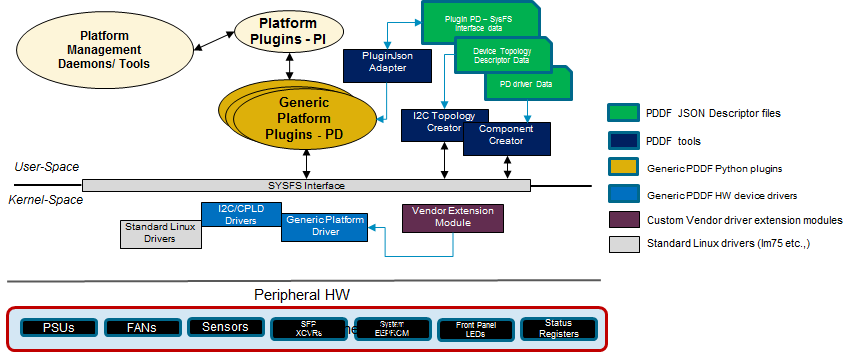 Platform
Management
Daemons/ Tools
Platform
Plugins - PI
PlugIn PD – SysFS
Interface data
Device Topology
Descriptor Data
PD driver Data
PluginJson
Adapter
Generic
Platform
Plugins - PD
I2C Topology
Creator
Component
Creator
PDDF JSON Descriptor files
PDDF tools
Generic PDDF Python plugins
Generic PDDF HW device drivers
Custom Vendor driver extension modules
Standard Linux drivers (lm75 etc.,)
User-Space
SYSFS Interface
Kernel-Space
I2C/CPLD
Drivers
Standard Linux
Drivers
Generic Platform
Driver
Vendor Extension
Module
Peripheral HW
PSUs
FANs
Sensors
SFP
XCVRs
System
EEPROM
Front Panel
LEDs
Status
Registers